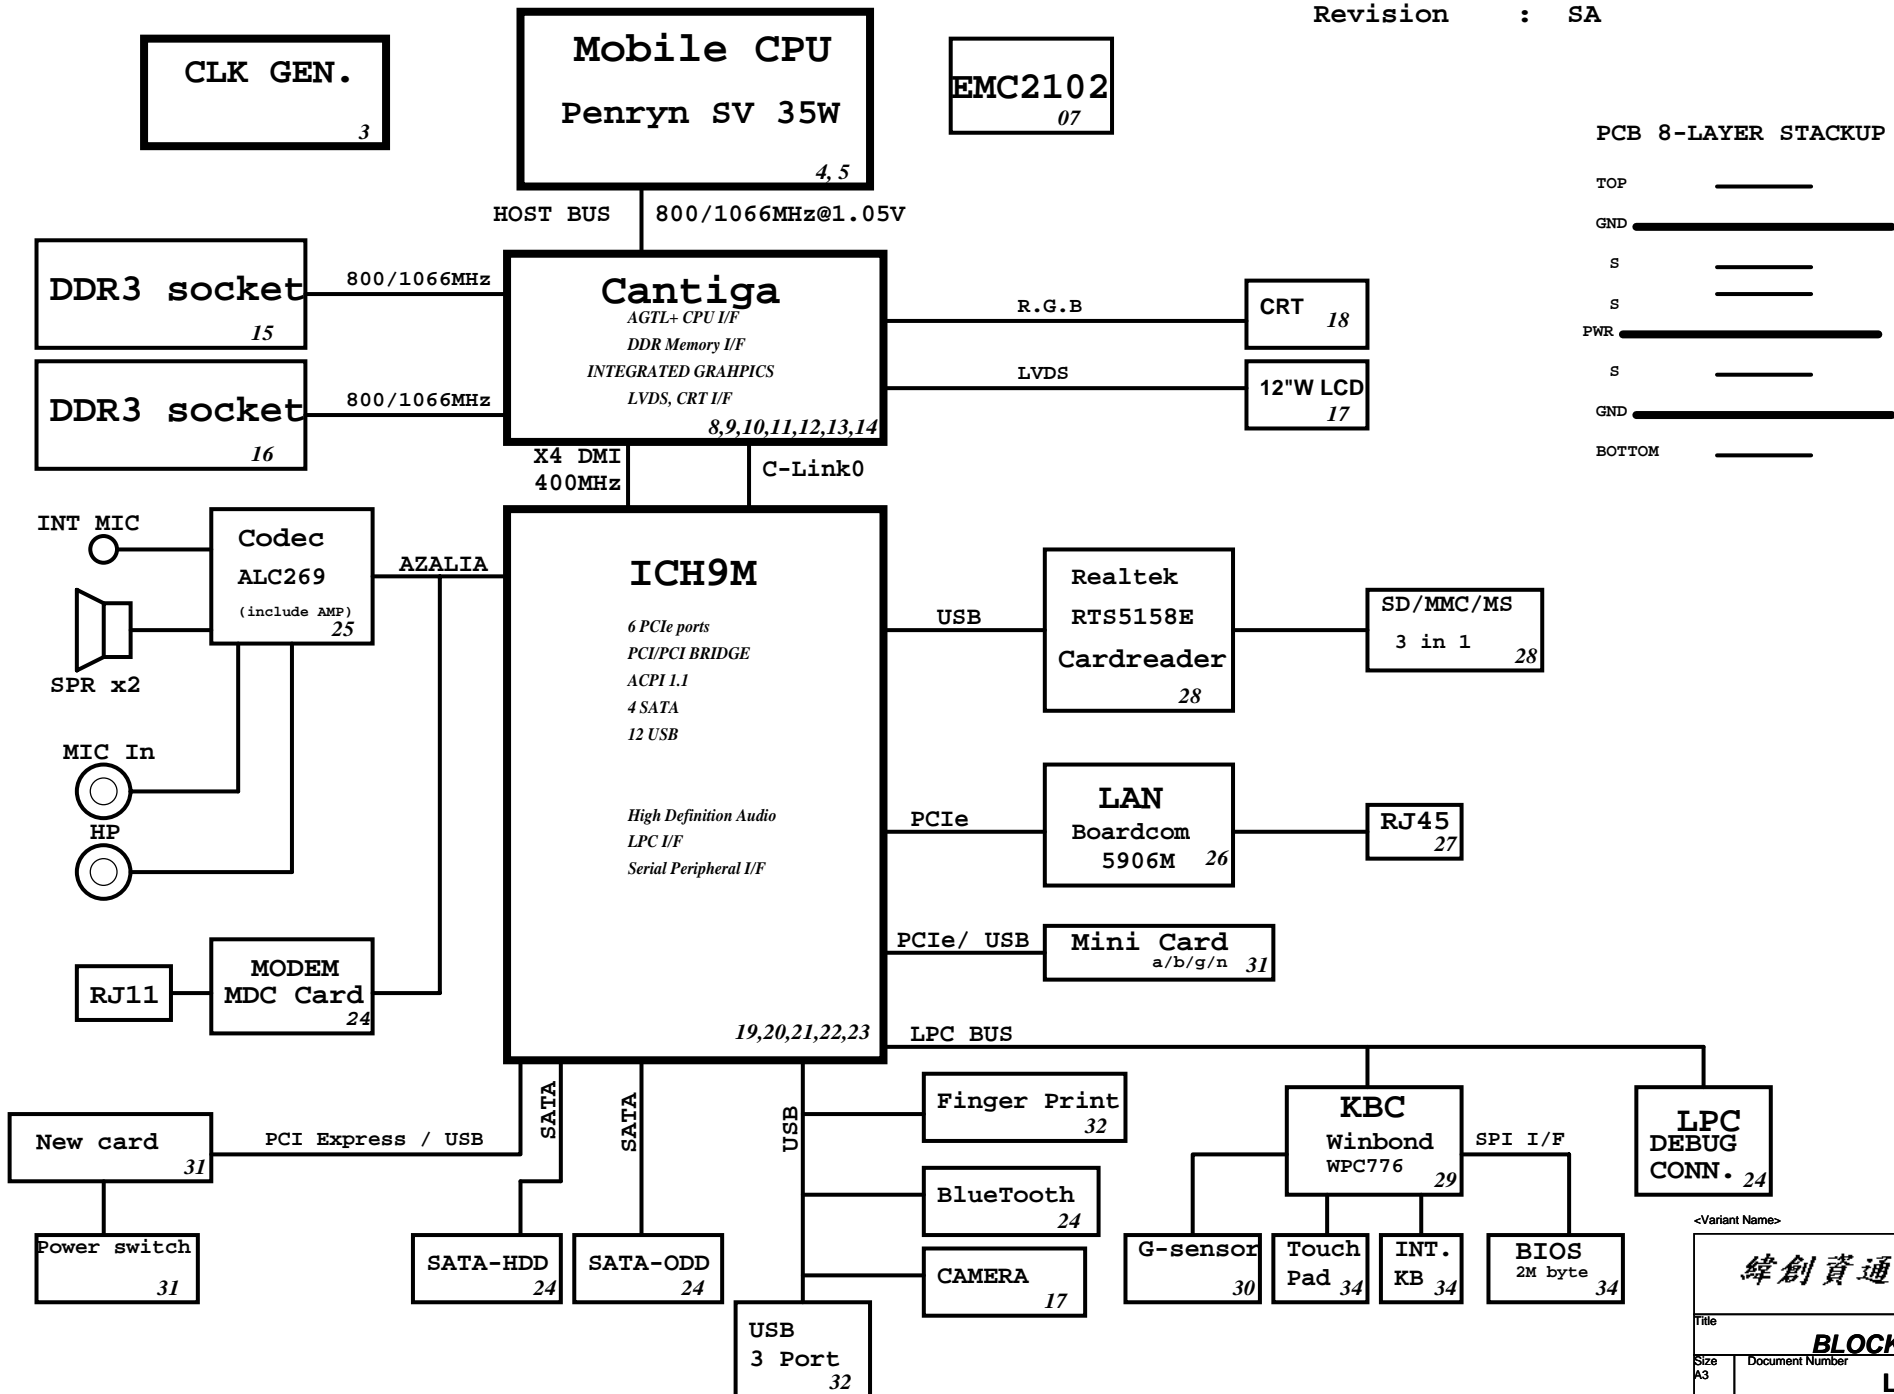 Revision : SA
CLK GEN.
3
Mobile CPU
Penryn SV 35W
4, 5
EMC2102
07
PCB 8-LAYER STACKUP
TOP
GND
S
S
PWR
S
GND
BOTTOM
HOST BUS
800/1066MHz@1.05V
DDR3 socket
15
800/1066MHz
DDR3 socket
16
800/1066MHz
Cantiga
AGTL+ CPU I/F
DDR Memory I/F
INTEGRATED GRAHPICS
LVDS, CRT I/F
8,9,10,11,12,13,14
R.G.B
CRT
18
LVDS
12"W LCD
17
X4 DMI
400MHz
C-Link0
INT MIC
Codec
ALC269
(include AMP)
25
AZALIA
SPR x2
MIC In
HP
RJ11
MODEM
MDC Card
24
ICH9M
6 PCIe ports
PCI/PCI BRIDGE
ACPI 1.1
4 SATA
12 USB
High Definition Audio
LPC I/F
Serial Peripheral I/F
19,20,21,22,23
USB
Realtek
RTS5158E
Cardreader
28
SD/MMC/MS
3 in 1
28
PCIe
LAN
Boardcom
5906M
26
RJ45
27
PCIe/ USB
Mini Card
a/b/g/n
31
LPC BUS
New card
31
PCI Express / USB
Power switch
31
SATA
SATA
USB
SATA-HDD
24
SATA-ODD
24
Finger Print
32
BlueTooth
24
CAMERA
17
USB
3 Port
32
KBC
Winbond
WPC776
29
SPI I/F
LPC
DEBUG
CONN.
24
G-sensor
30
Touch
Pad
34
INT.
KB
34
BIOS
2M byte
34
<Variant Name>
緯創資通
Title
BLOCK
Size
A3
Document Number
L